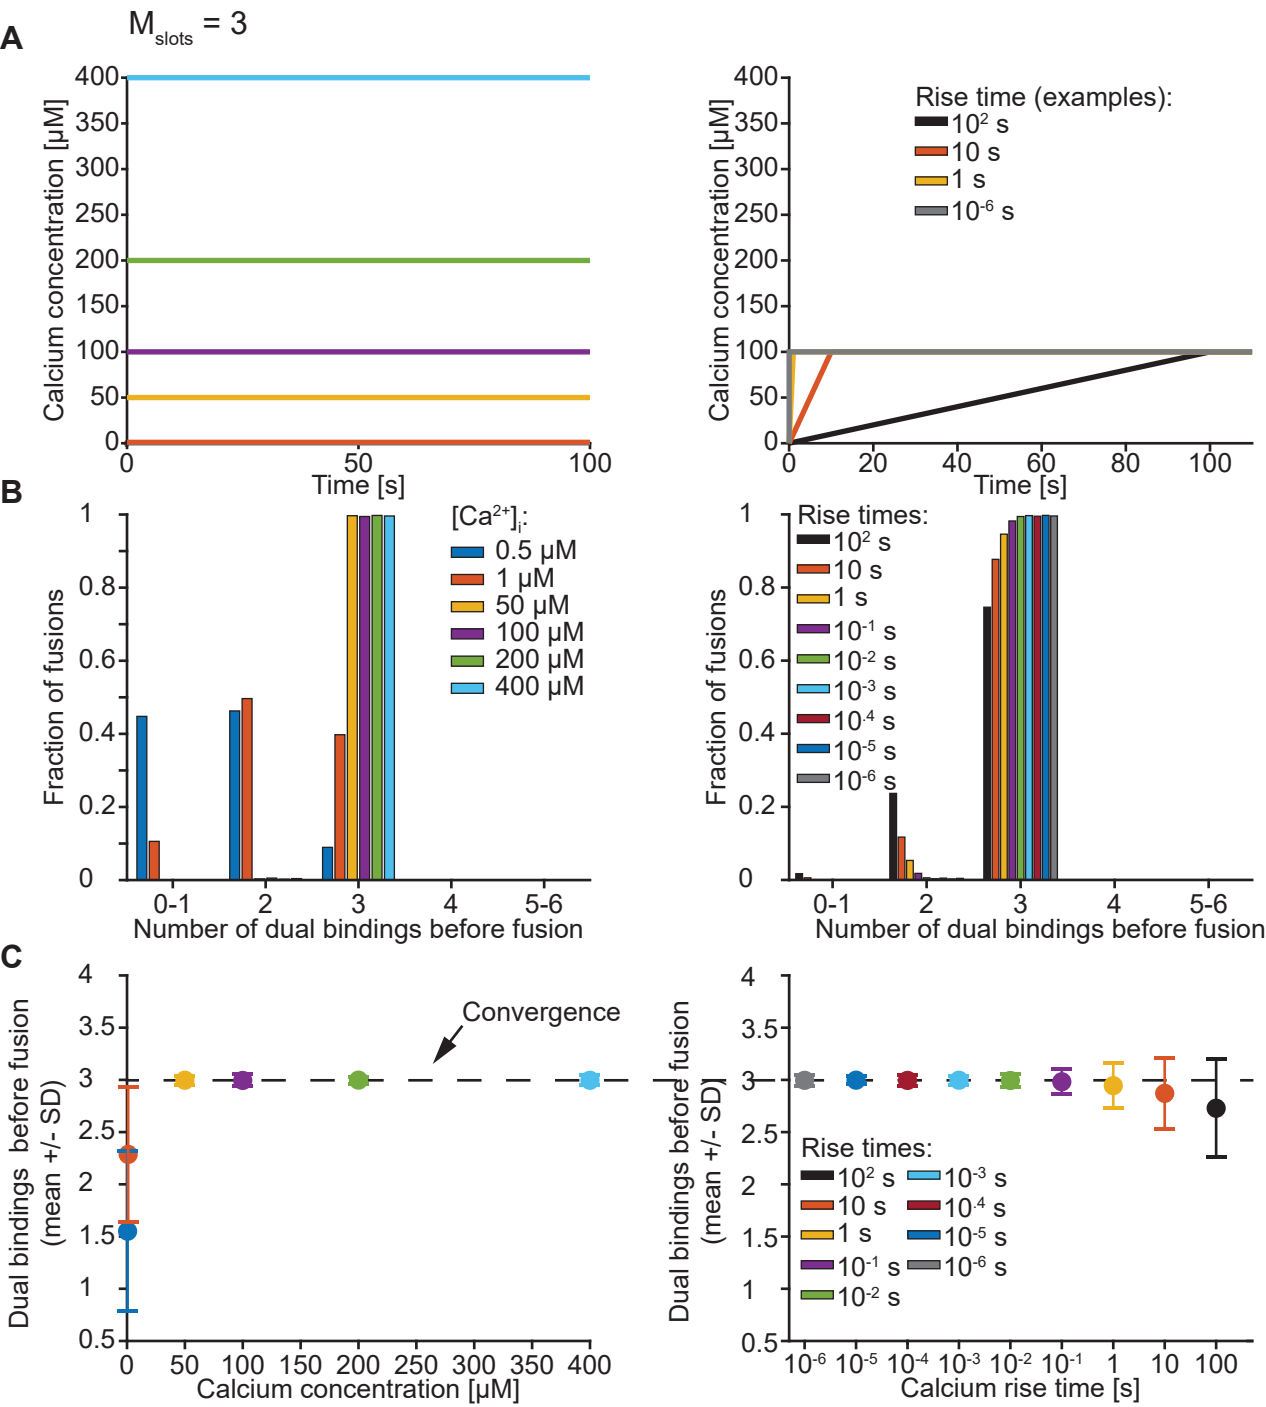 M_slots = 3
A
400
350
300
250
200
150
100
50
0
Calcium concentration [µM]
0 50 100
Time [s]
400
350
300
250
200
150
100
50
0
Calcium concentration [µM]
Rise time (examples):
10² s
10 s
1 s
10⁻⁶ s
0 20 40 60 80 100
Time [s]
B
1
0.8
0.6
0.4
0.2
0
Fraction of fusions
[Ca²⁺]ᵢ:
0.5 µM
1 µM
50 µM
100 µM
200 µM
400 µM
0-1 2 3 4 5-6
Number of dual bindings before fusion
1
0.8
0.6
0.4
0.2
0
Fraction of fusions
Rise times:
10² s
10 s
1 s
10⁻¹ s
10⁻² s
10⁻³ s
10·⁴ s
10⁻⁵ s
10⁻⁶ s
0-1 2 3 4 5-6
Number of dual bindings before fusion
C
4
3.5
3
2.5
2
1.5
1
0.5
Dual bindings before fusion
(mean +/- SD)
Convergence
0 50 100 150 200 250 300 350 400
Calcium concentration [µM]
4
3.5
3
2.5
2
1.5
1
0.5
Dual bindings before fusion
(mean +/- SD)
Rise times:
10² s 10⁻³ s
10 s 10·⁴ s
1 s 10⁻⁵ s
10⁻¹ s 10⁻⁶ s
10⁻² s
10⁻⁶ 10⁻⁵ 10⁻⁴ 10⁻³ 10⁻² 10⁻¹ 1 10 100
Calcium rise time [s]